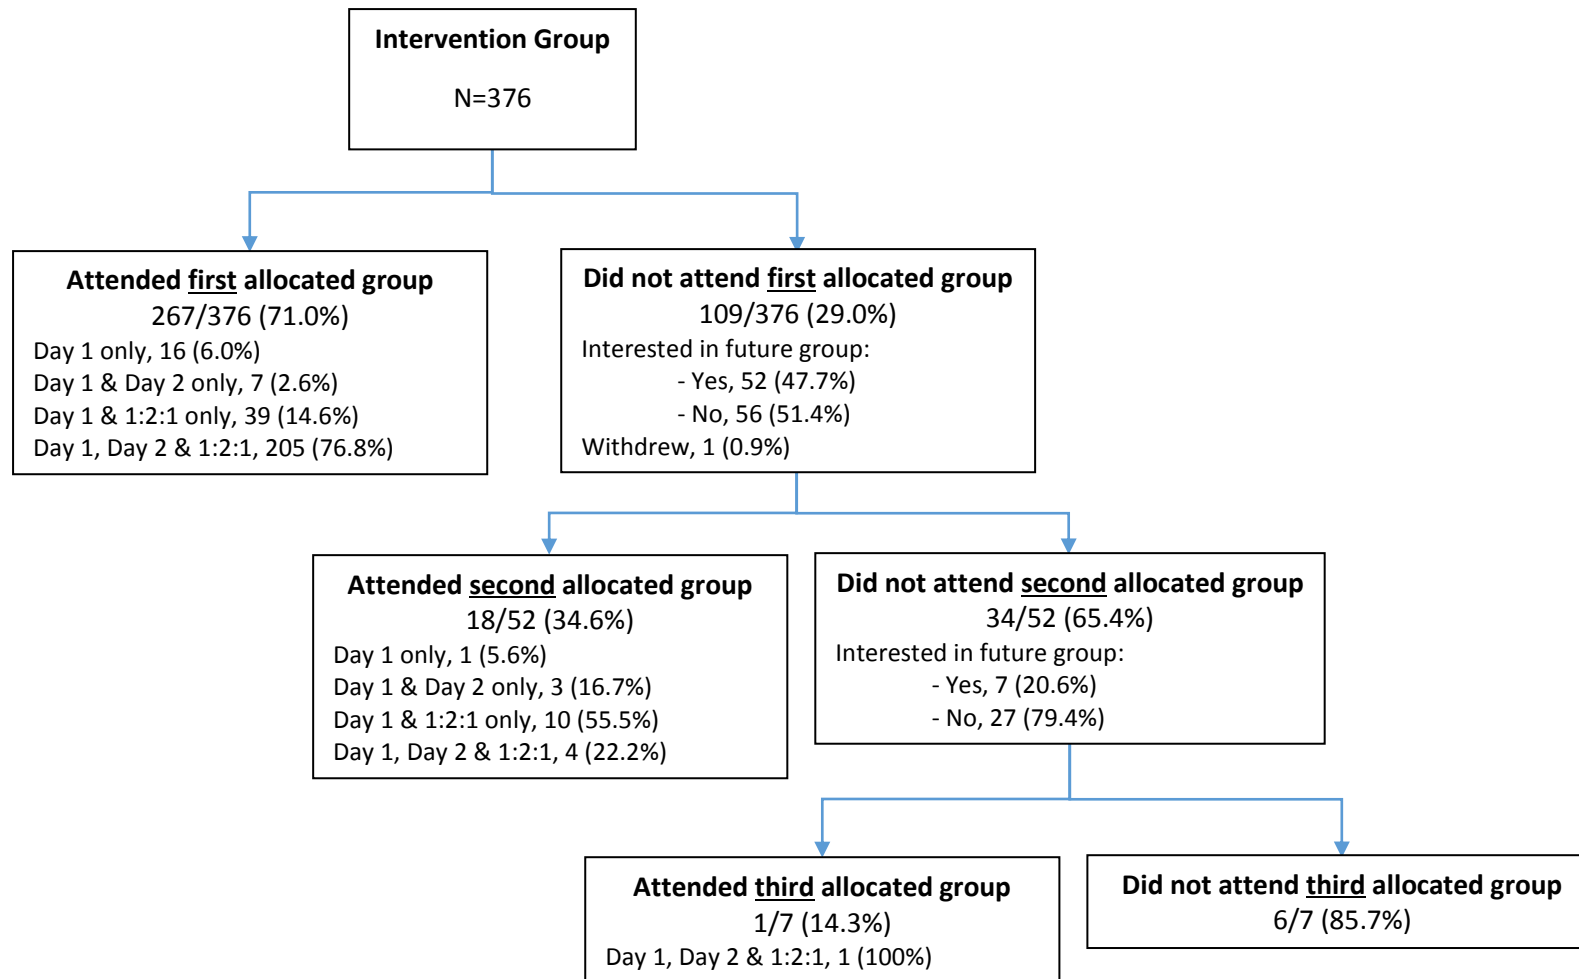 Intervention Group
N=376
Attended first allocated group
267/376 (71.0%)
Day 1 only, 16 (6.0%)
Day 1 & Day 2 only, 7 (2.6%)
Day 1 & 1:2:1 only, 39 (14.6%)
Day 1, Day 2 & 1:2:1, 205 (76.8%)
Did not attend first allocated group
109/376 (29.0%)
Interested in future group:
- Yes, 52 (47.7%)
- No, 56 (51.4%)
Withdrew, 1 (0.9%)
Attended second allocated group
18/52 (34.6%)
Day 1 only, 1 (5.6%)
Day 1 & Day 2 only, 3 (16.7%)
Day 1 & 1:2:1 only, 10 (55.5%)
Day 1, Day 2 & 1:2:1, 4 (22.2%)
Did not attend second allocated group
34/52 (65.4%)
Interested in future group:
- Yes, 7 (20.6%)
- No, 27 (79.4%)
Attended third allocated group
1/7 (14.3%)
Day 1, Day 2 & 1:2:1, 1 (100%)
Did not attend third allocated group
6/7 (85.7%)